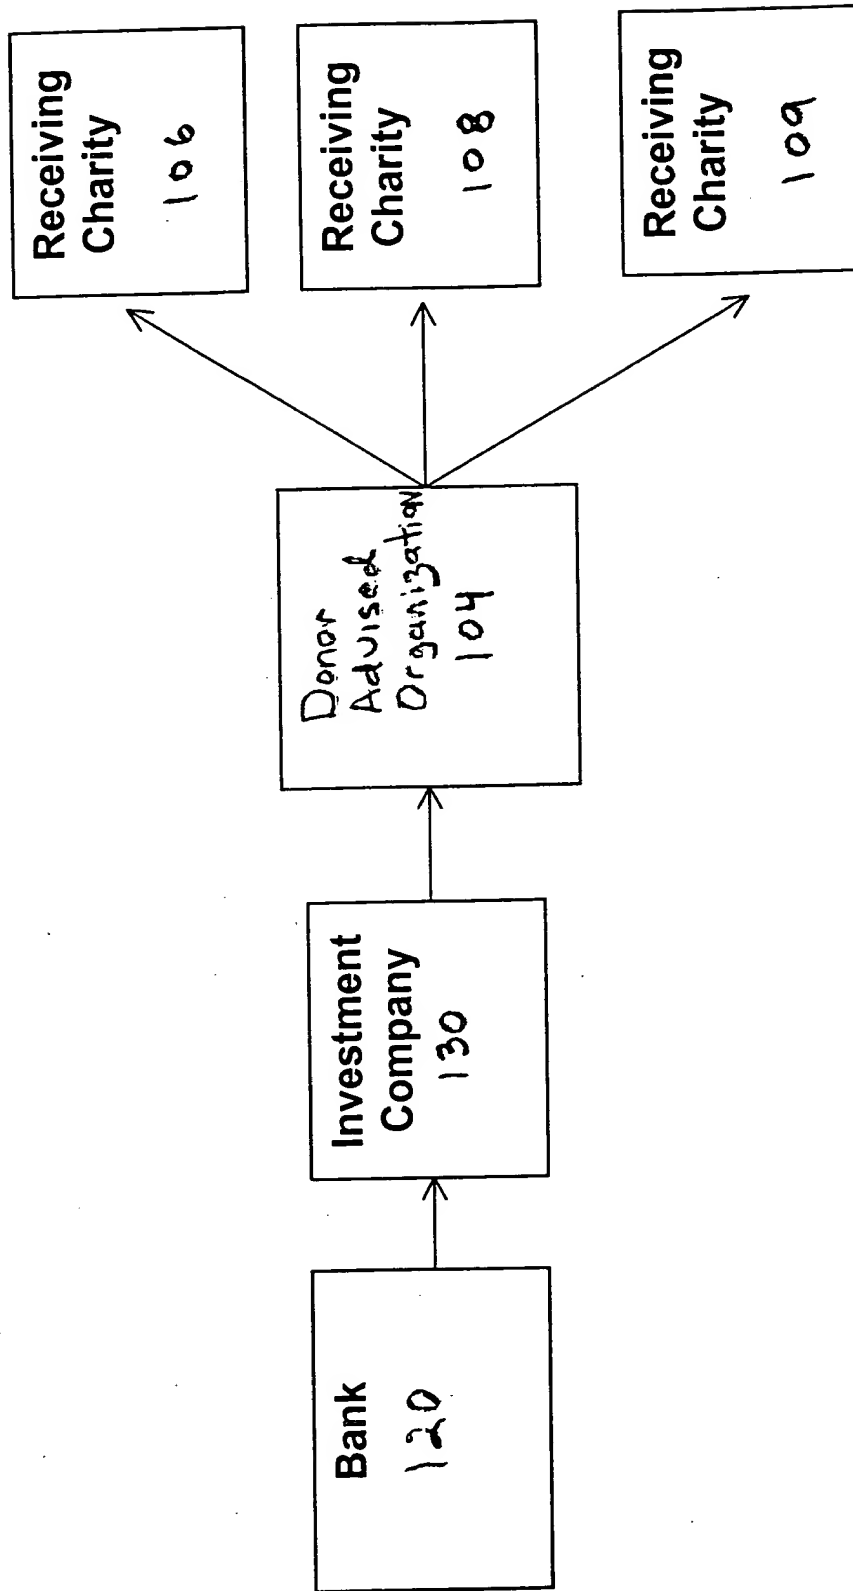 Bank
120
Investment
Company
130
Donor
Advised
Organization
104
Receiving
Charity
106
Receiving
Charity
108
Receiving
Charity
109